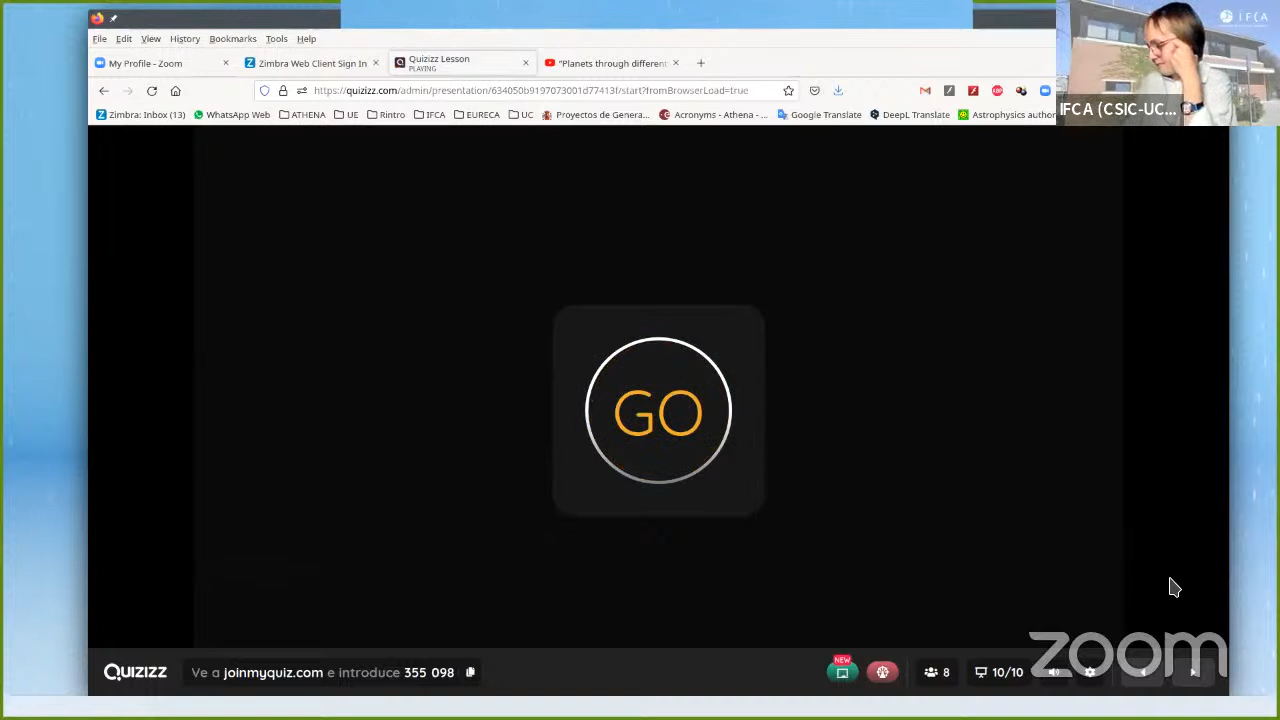 File Edit View History Bookmarks Tools Help
My Profile - Zoom
Zimbra Web Client Sign In
Quizizz Lesson
PLAYING
"Planets through different
https://quizizz.com/admin/presentation/634050b9197073001d77413f/start?fromBrowserLoad=true
Zimbra: Inbox (13) WhatsApp Web ATHENA UE Rintro IFCA EURECA UC Proyectos de Genera... Acronyms - Athena - ... Google Translate DeepL Translate Astrophysics author
IFCA
IFCA (CSIC-UC...
GO
zoom
QUIZIZZ Ve a joinmyquiz.com e introduce 355 098 NEW 8 10/10